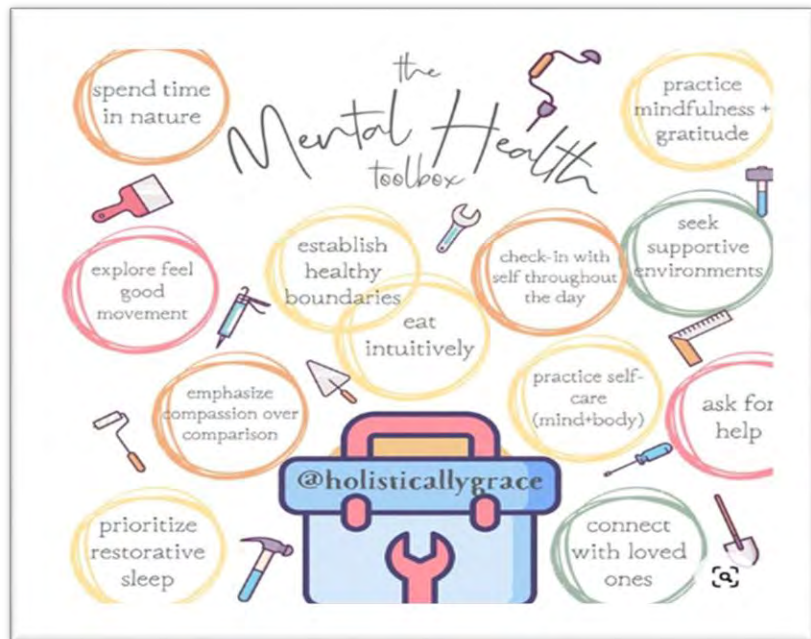 the
Mental Health
toolbox
spend time
in nature
practice
mindfulness +
gratitude
explore feel
good
movement
establish
healthy
boundaries
check-in with
self throughout
the day
seek
supportive
environments
eat
intuitively
emphasize
compassion over
comparison
practice self-
care
(mind+body)
ask for
help
@holisticallygrace
prioritize
restorative
sleep
connect
with loved
ones